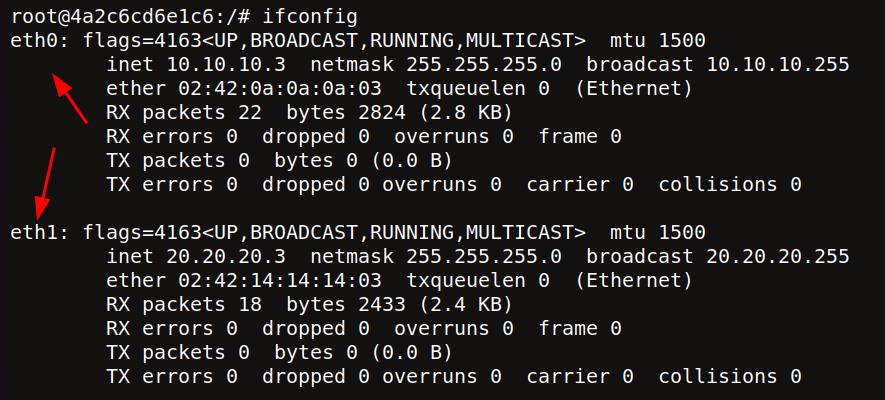 root@4a2c6cd6e1c6:/# ifconfig
eth0: flags=4163<UP,BROADCAST,RUNNING,MULTICAST>  mtu 1500
        inet 10.10.10.3  netmask 255.255.255.0  broadcast 10.10.10.255
        ether 02:42:0a:0a:0a:03  txqueuelen 0  (Ethernet)
        RX packets 22  bytes 2824 (2.8 KB)
        RX errors 0  dropped 0  overruns 0  frame 0
        TX packets 0  bytes 0 (0.0 B)
        TX errors 0  dropped 0 overruns 0  carrier 0  collisions 0

eth1: flags=4163<UP,BROADCAST,RUNNING,MULTICAST>  mtu 1500
        inet 20.20.20.3  netmask 255.255.255.0  broadcast 20.20.20.255
        ether 02:42:14:14:14:03  txqueuelen 0  (Ethernet)
        RX packets 18  bytes 2433 (2.4 KB)
        RX errors 0  dropped 0  overruns 0  frame 0
        TX packets 0  bytes 0 (0.0 B)
        TX errors 0  dropped 0 overruns 0  carrier 0  collisions 0